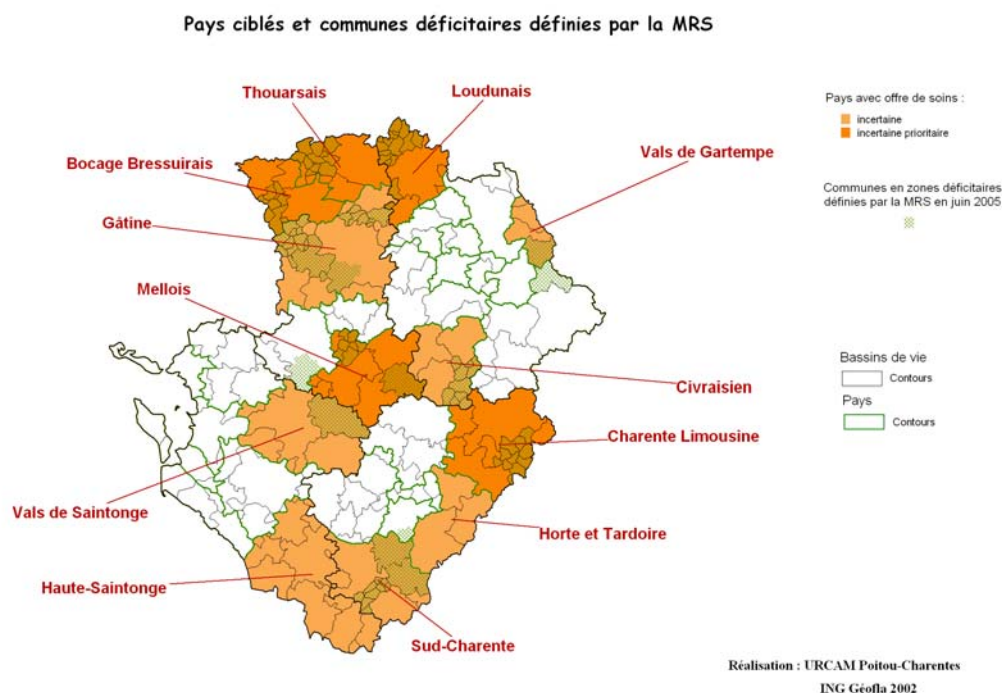 Pays ciblés et communes déficitaires définies par la MRS
Thouarsais
Loudunais
Bocage Bressuirais
Vals de Gartempe
Gâtine
Mellois
Civraisien
Charente Limousine
Vals de Saintonge
Horte et Tardoire
Haute-Saintonge
Sud-Charente
Pays avec offre de soins :
incertaine
incertaine prioritaire
Communes en zones déficitaires
définies par la MRS en juin 2005
Bassins de vie
Contours
Pays
Contours
Réalisation : URCAM Poitou-Charentes
ING Géofla 2002